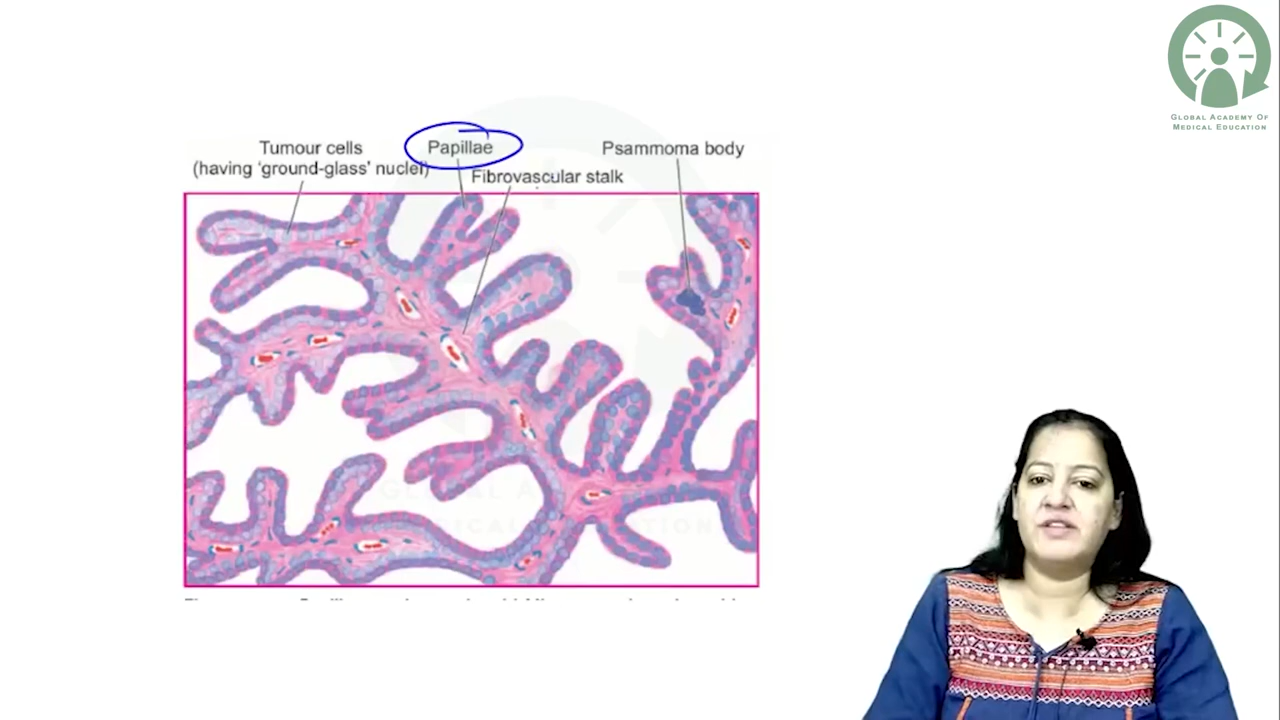 GLOBAL ACADEMY OF
MEDICAL EDUCATION
Tumour cells
(having 'ground-glass' nuclei)
Papillae
Fibrovascular stalk
Psammoma body